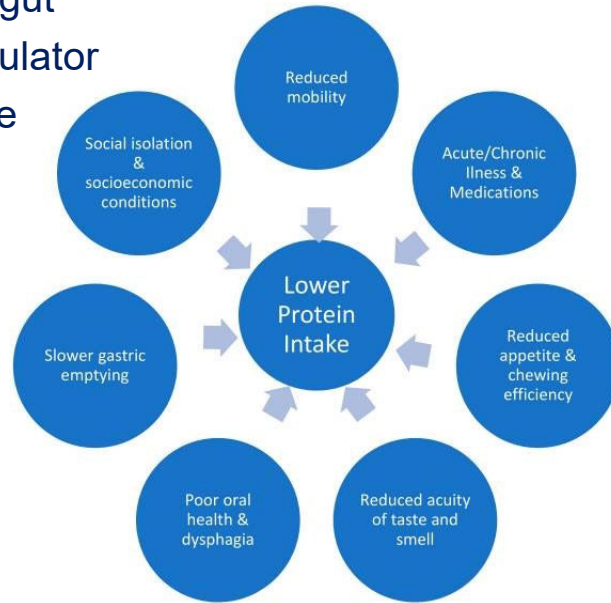 gut
ulator
e
Reduced
mobility
Social isolation
&
socioeconomic
conditions
Acute/Chronic
Ilness &
Medications
Lower
Protein
Intake
Slower gastric
emptying
Reduced
appetite &
chewing
efficiency
Poor oral
health &
dysphagia
Reduced acuity
of taste and
smell